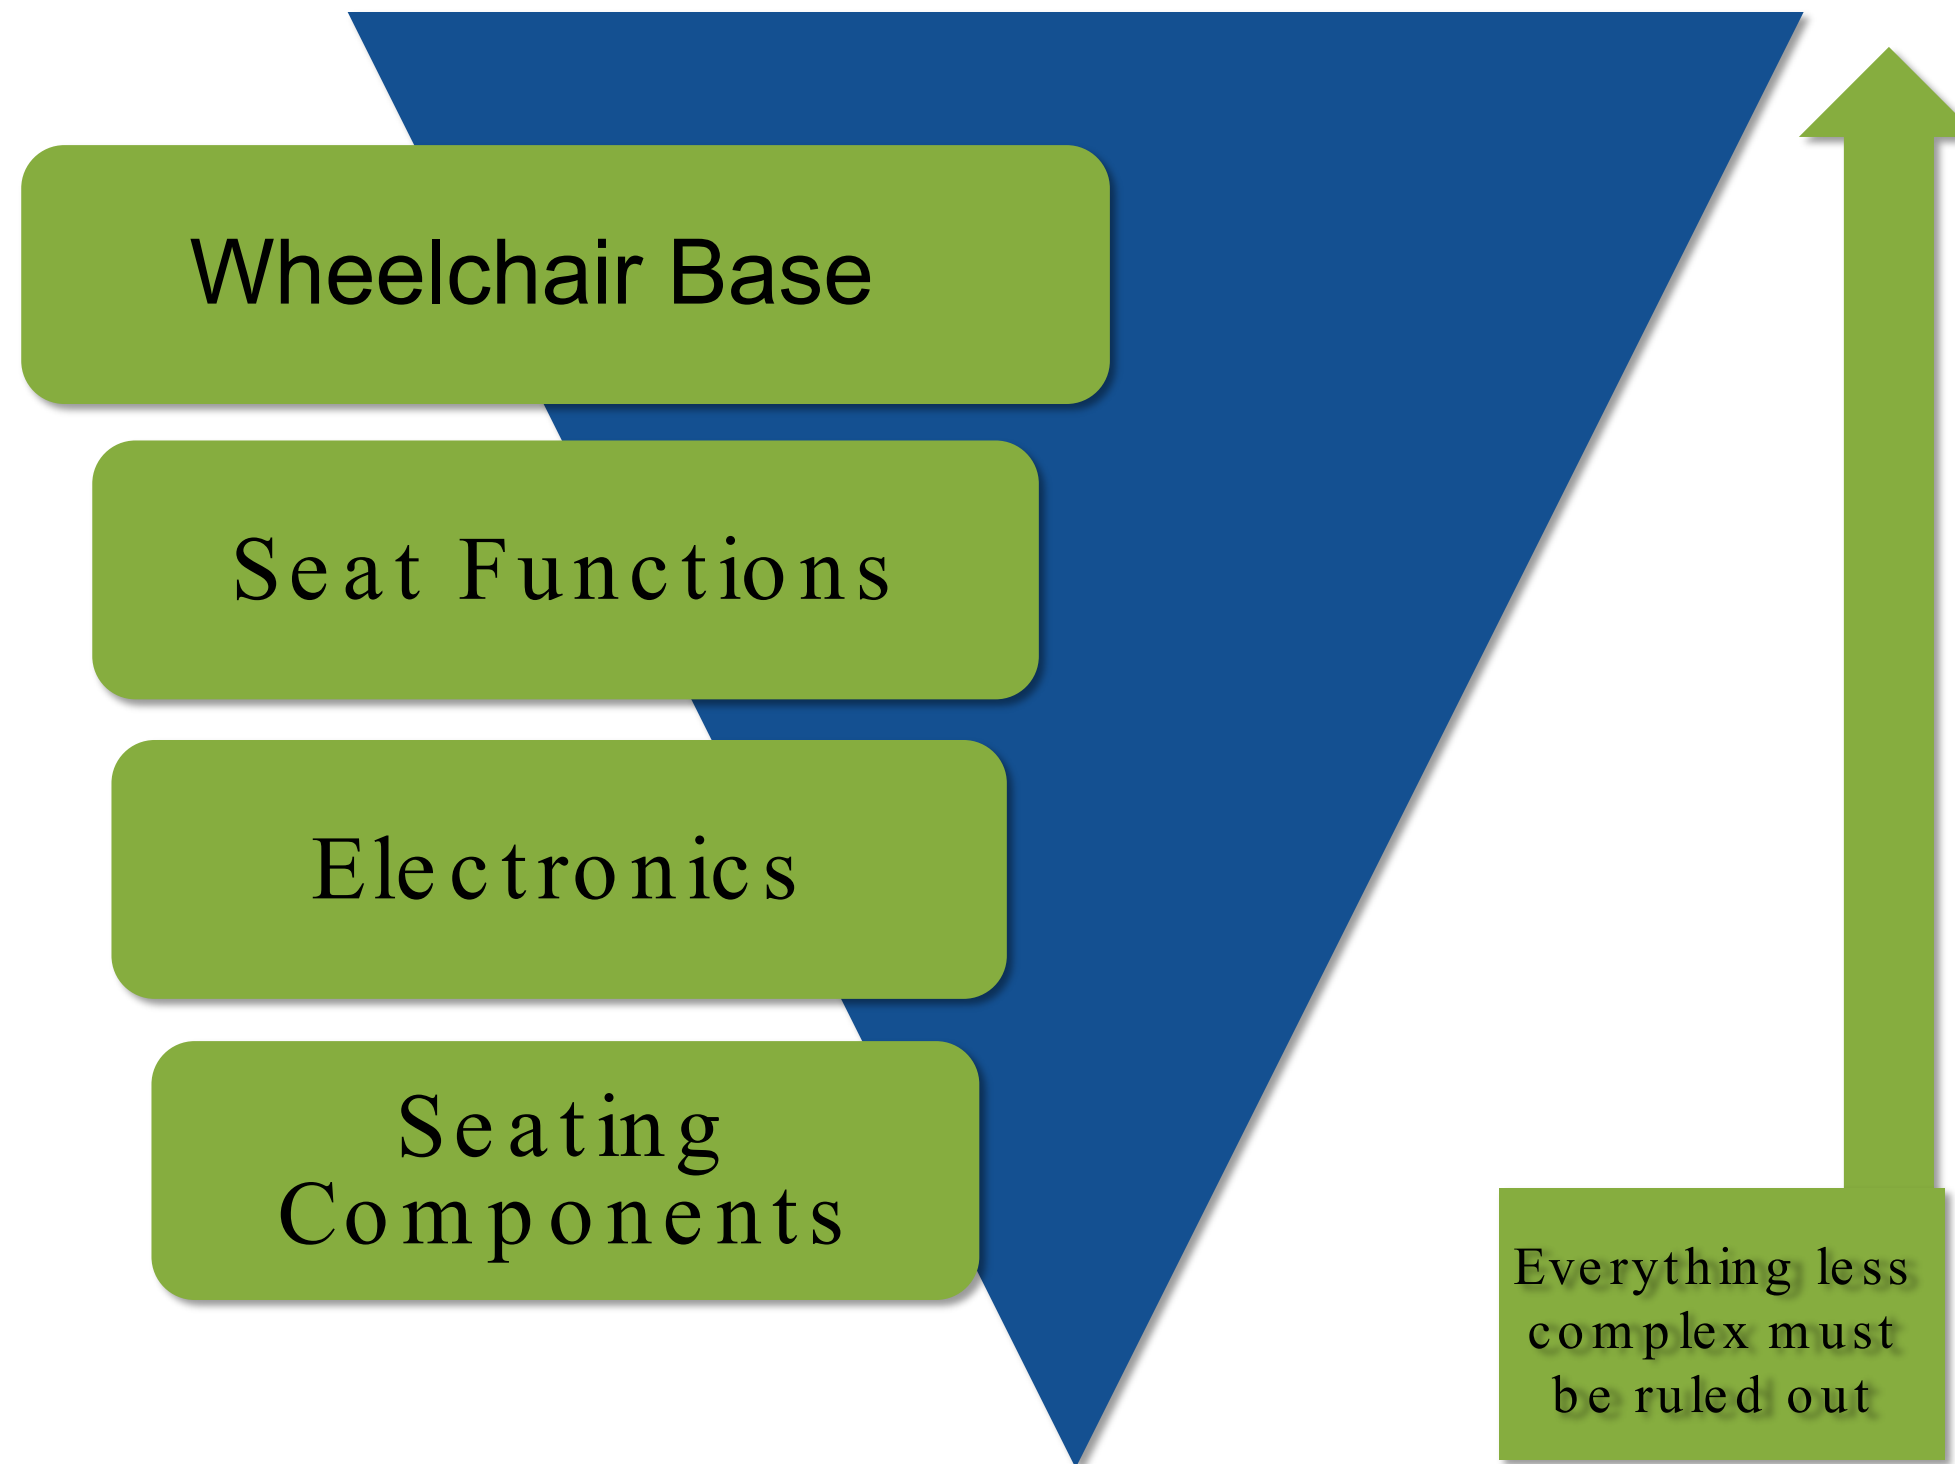 Wheelchair Base
Seat Functions
Electronics
Seating
Components
Everything less
complex must
be ruled out